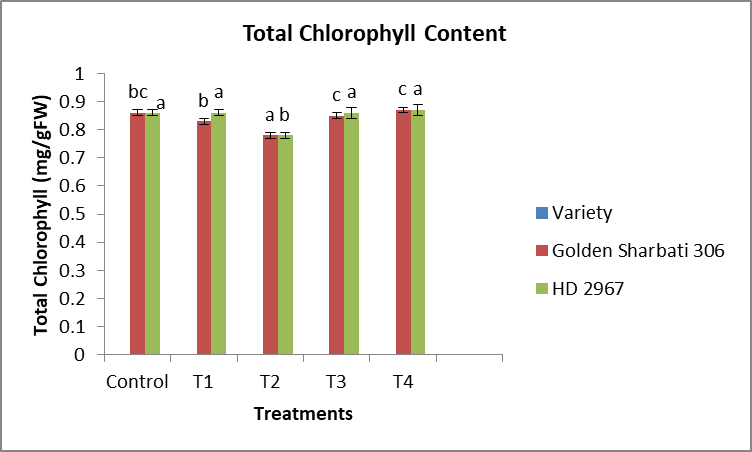 Total Chlorophyll Content
Total Chlorophyll (mg/gFW)
1
0.9
0.8
0.7
0.6
0.5
0.4
0.3
0.2
0.1
0
bc a
b a
a b
c a
c a
Control T1 T2 T3 T4
Treatments
Variety
Golden Sharbati 306
HD 2967